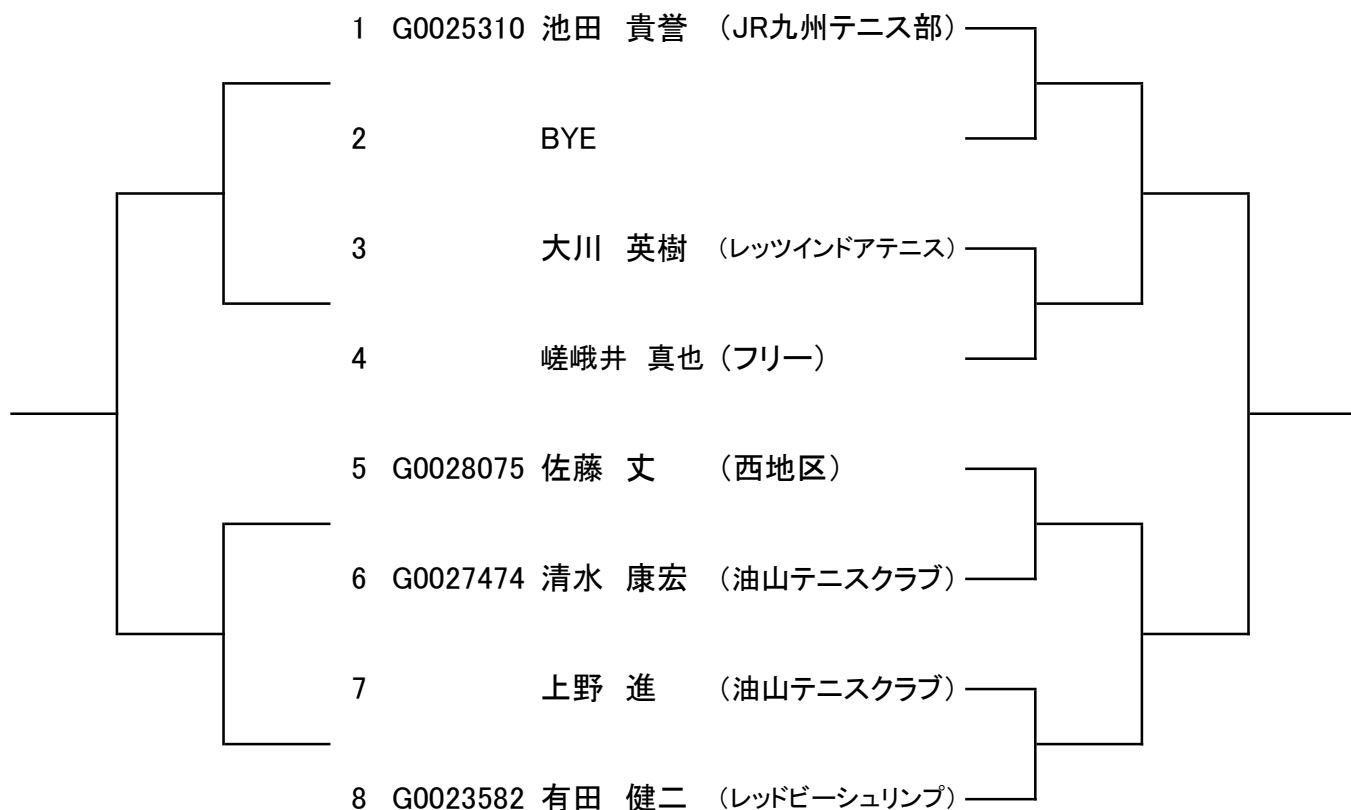 1 G0025310 池田 貴誉 （JR九州テニス部）
2 BYE
3 大川 英樹 （レッツインドアテニス）
4 嵯峨井 真也 （フリー）
5 G0028075 佐藤 丈 （西地区）
6 G0027474 清水 康宏 （油山テニスクラブ）
7 上野 進 （油山テニスクラブ）
8 G0023582 有田 健二 （レッドビーシュリンプ）